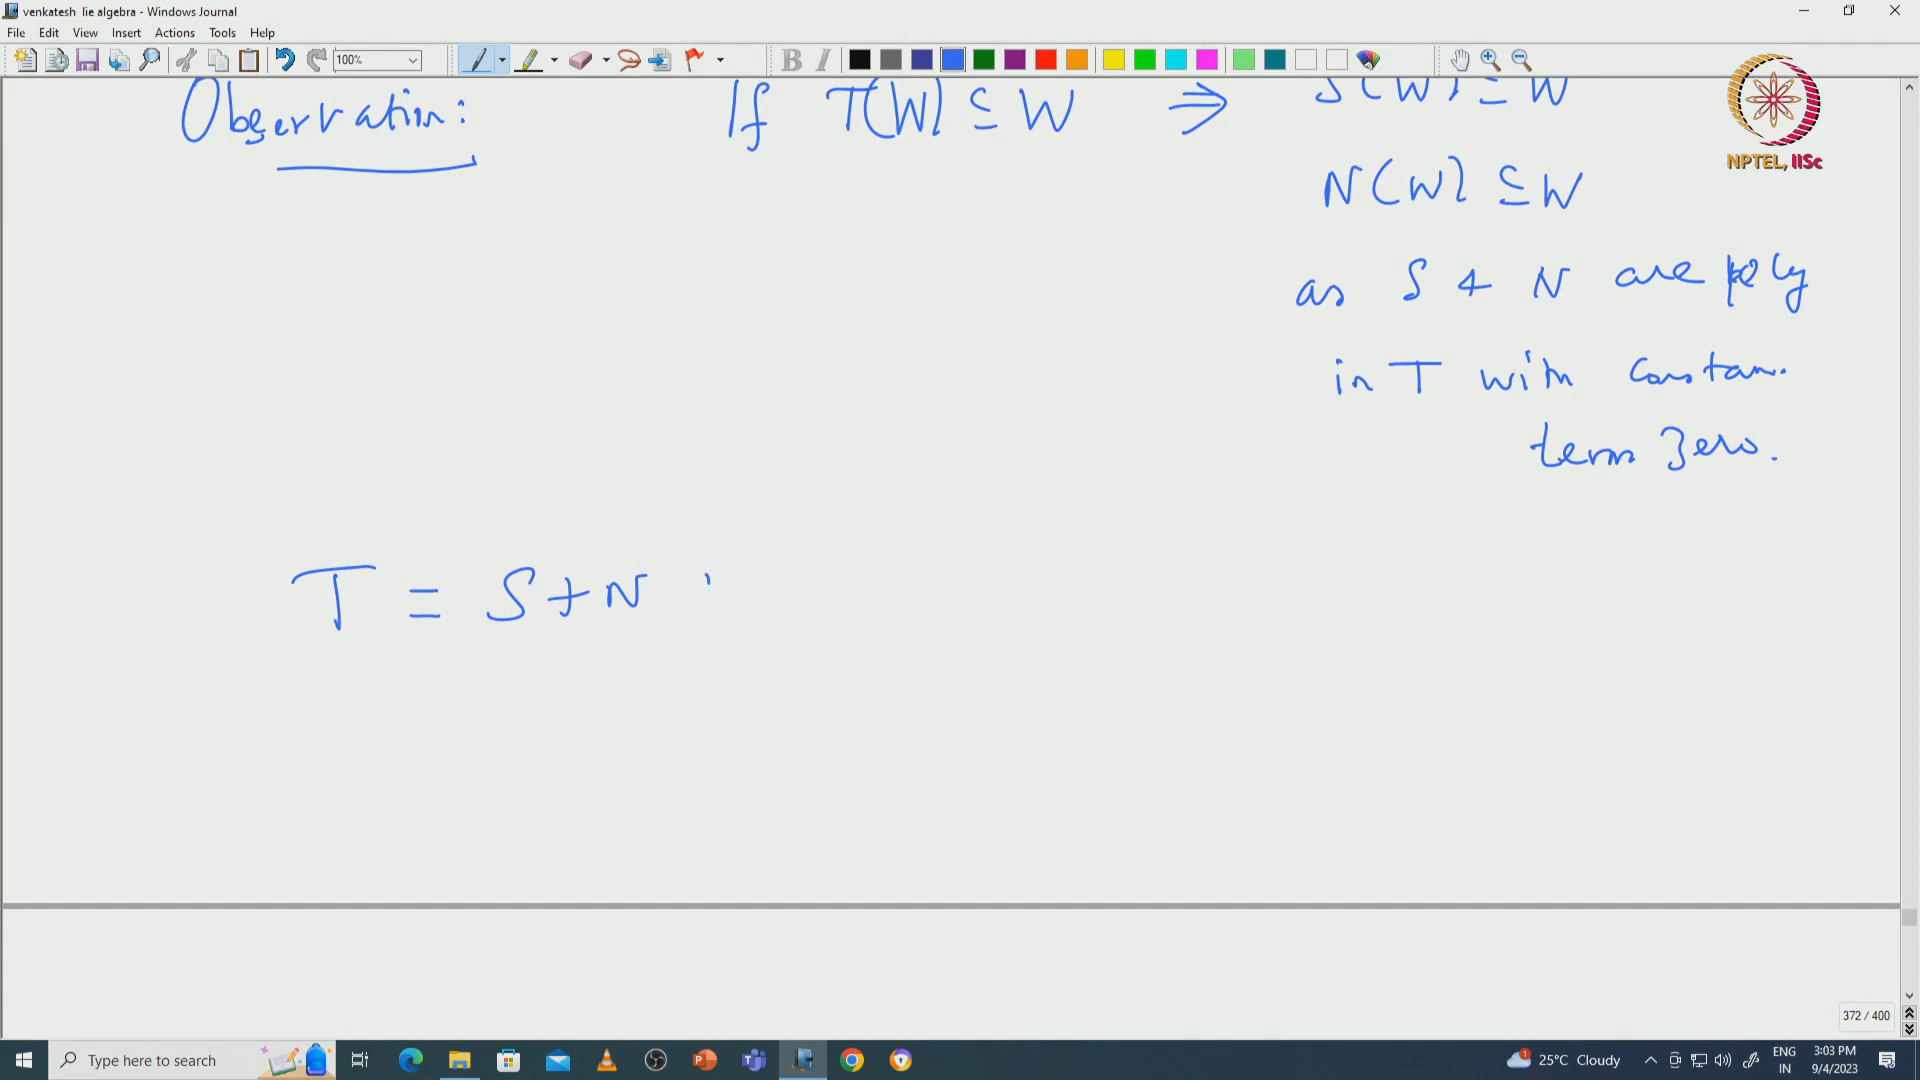 venkatesh lie algebra - Windows Journal
File Edit View Insert Actions Tools Help
100%
B I
NPTEL, IISc
Observation: If T(W) ⊆ W ⇒ S(W) ⊆ W
N(W) ⊆ W
as S & N are poly
in T with constan.
term zero.
T = S+N
372 / 400
Type here to search
25°C Cloudy
ENG
IN
3:03 PM
9/4/2023